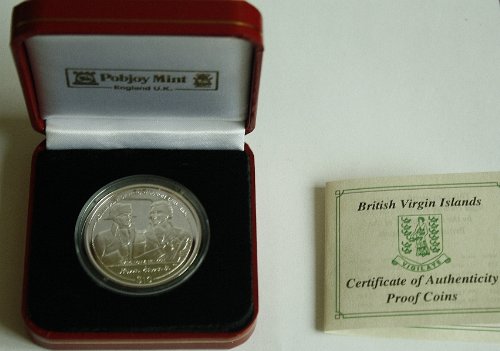 Pobjoy Mint
England U.K.
British Virgin Islands
VIGILATE
Certificate of Authenticity
Proof Coins